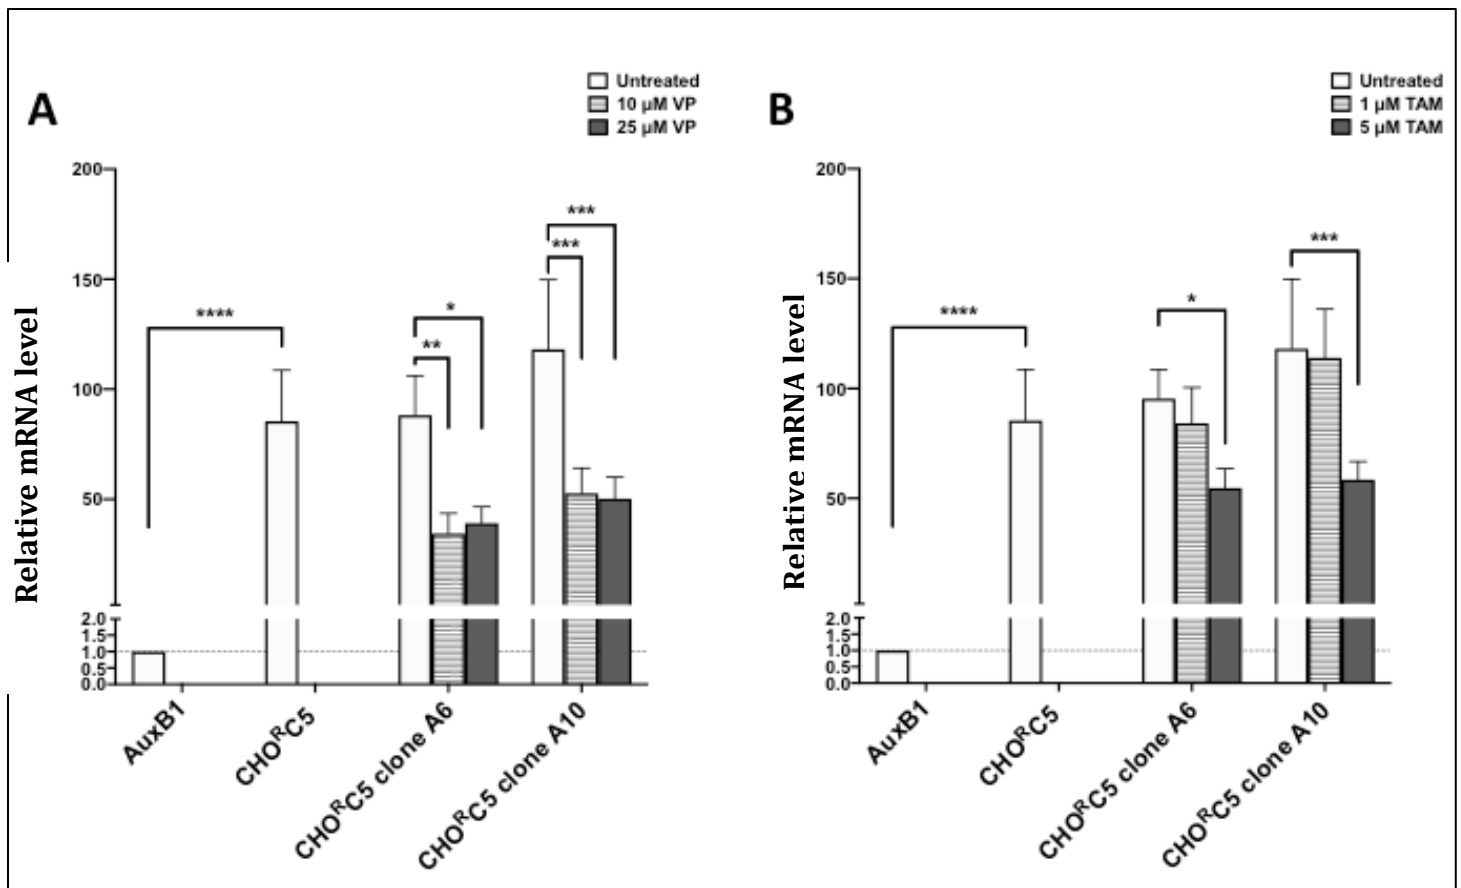 A
Untreated
10 µM VP
25 µM VP
Relative mRNA level
200
150
100
50
2.0
1.5
1.0
0.5
0.0
****
**
*
***
***
AuxB1
CHOᴿC5
CHOᴿC5 clone A6
CHOᴿC5 clone A10
B
Untreated
1 µM TAM
5 µM TAM
Relative mRNA level
200
150
100
50
2.0
1.5
1.0
0.5
0.0
****
*
***
AuxB1
CHOᴿC5
CHOᴿC5 clone A6
CHOᴿC5 clone A10